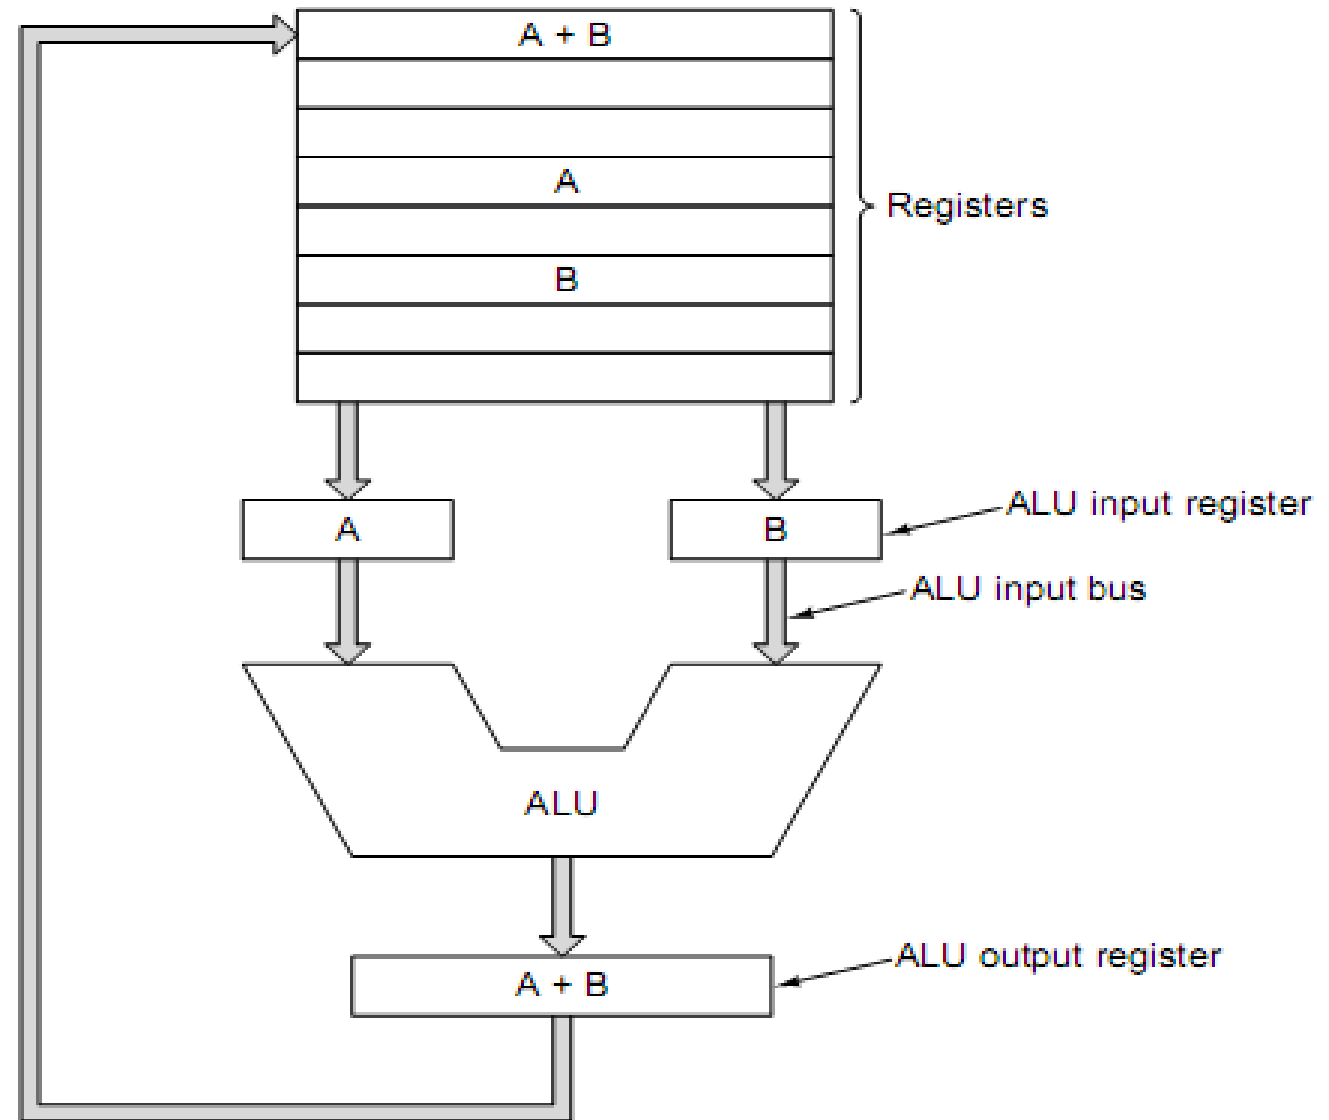 A + B
A
Registers
B
A
B
ALU input register
ALU input bus
ALU
ALU output register
A + B